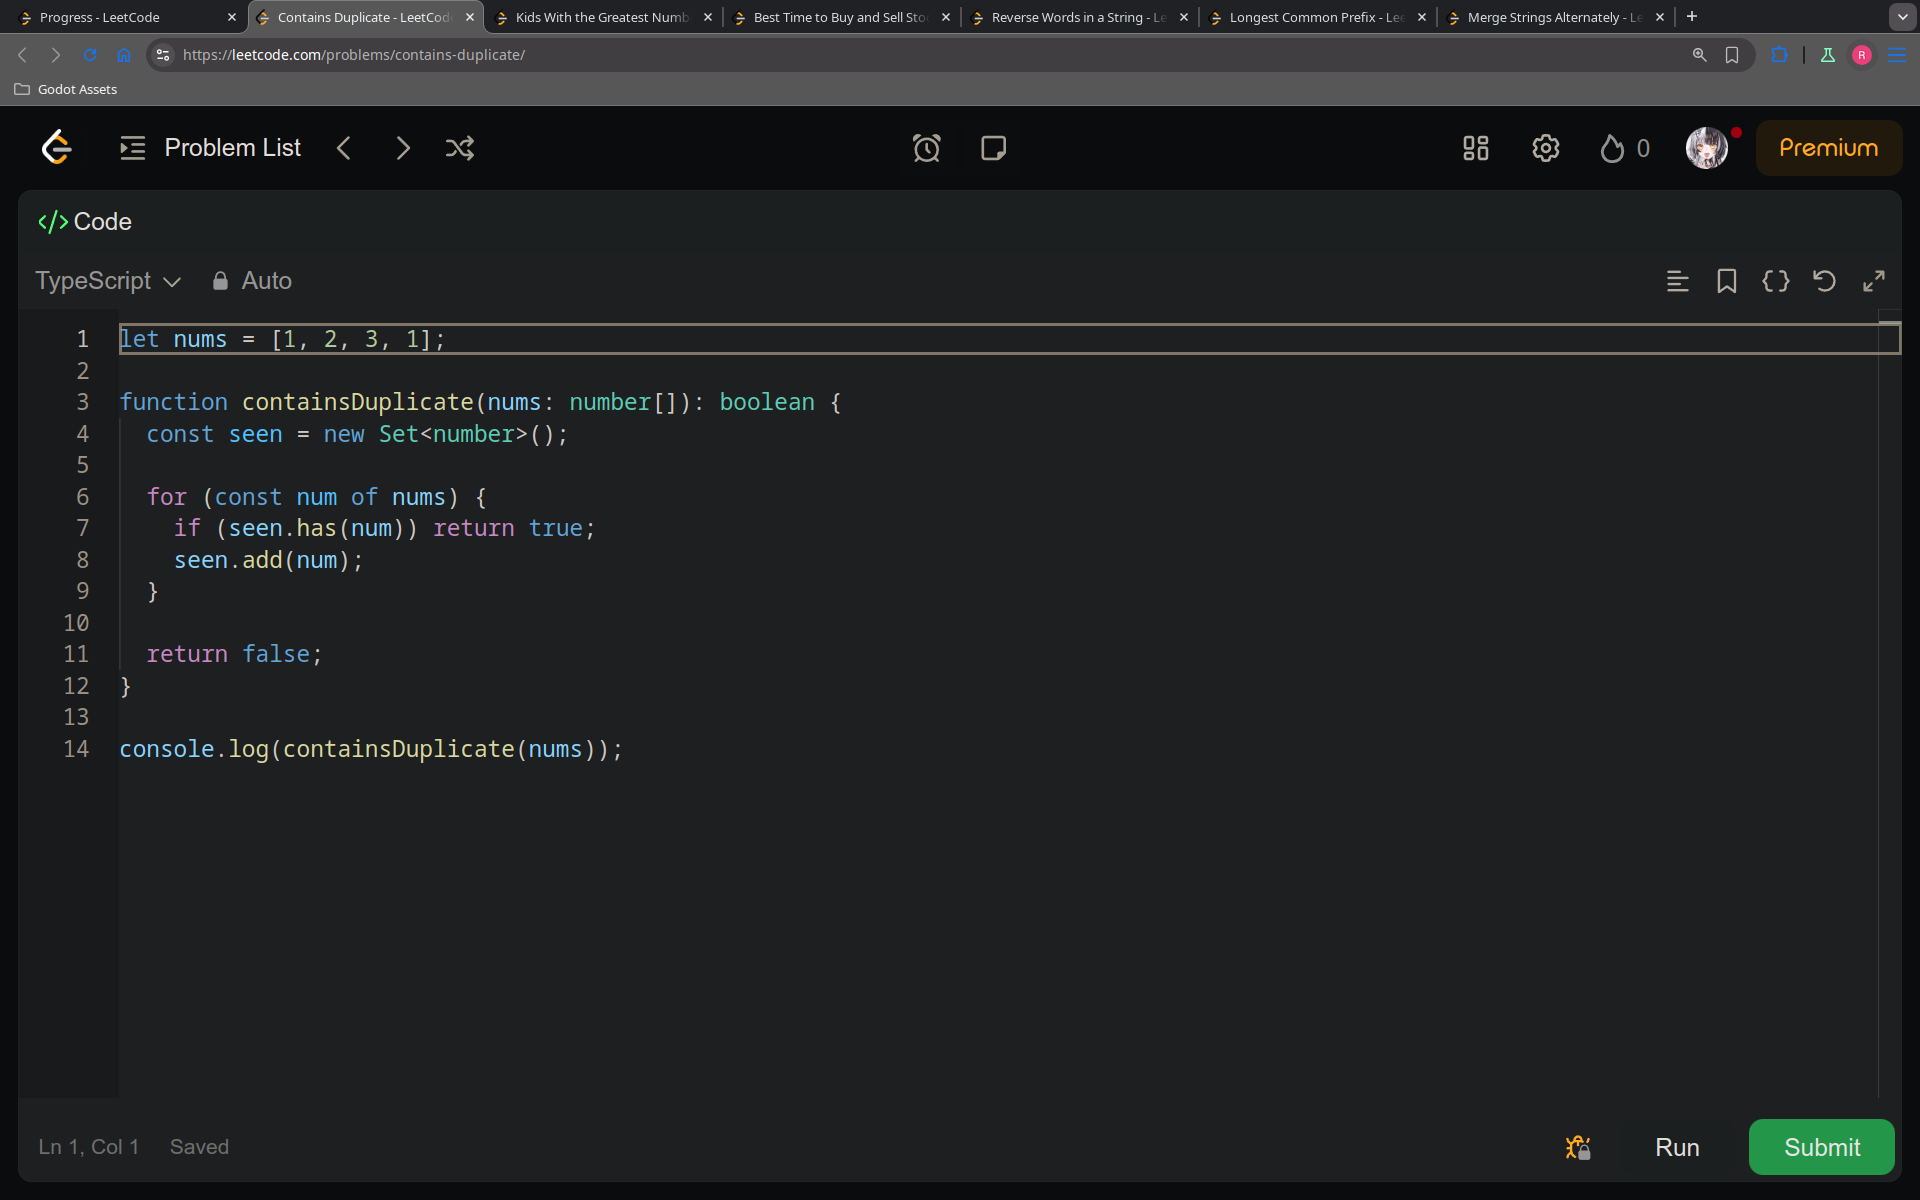 Progress - LeetCode
Contains Duplicate - LeetCode
Kids With the Greatest Numb
Best Time to Buy and Sell Sto
Reverse Words in a String - Le
Longest Common Prefix - Lee
Merge Strings Alternately - Le
https://leetcode.com/problems/contains-duplicate/
R
Godot Assets
Problem List
0
Premium
</> Code
TypeScript
Auto
1 let nums = [1, 2, 3, 1];
2
3 function containsDuplicate(nums: number[]): boolean {
4   const seen = new Set<number>();
5
6   for (const num of nums) {
7     if (seen.has(num)) return true;
8     seen.add(num);
9   }
10
11   return false;
12 }
13
14 console.log(containsDuplicate(nums));
Ln 1, Col 1
Saved
Run
Submit